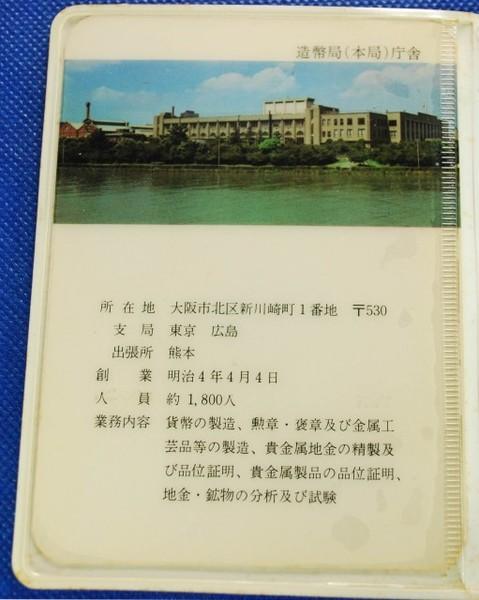 造幣局(本局)庁舎
所在地 大阪市北区新川崎町1番地 〒530
支局 東京 広島
出張所 熊本
創業 明治4年4月4日
人員 約1,800人
業務内容 貨幣の製造、勲章・褒章及び金属工
芸品等の製造、貴金属地金の精製及
び品位証明、貴金属製品の品位証明、
地金・鉱物の分析及び試験